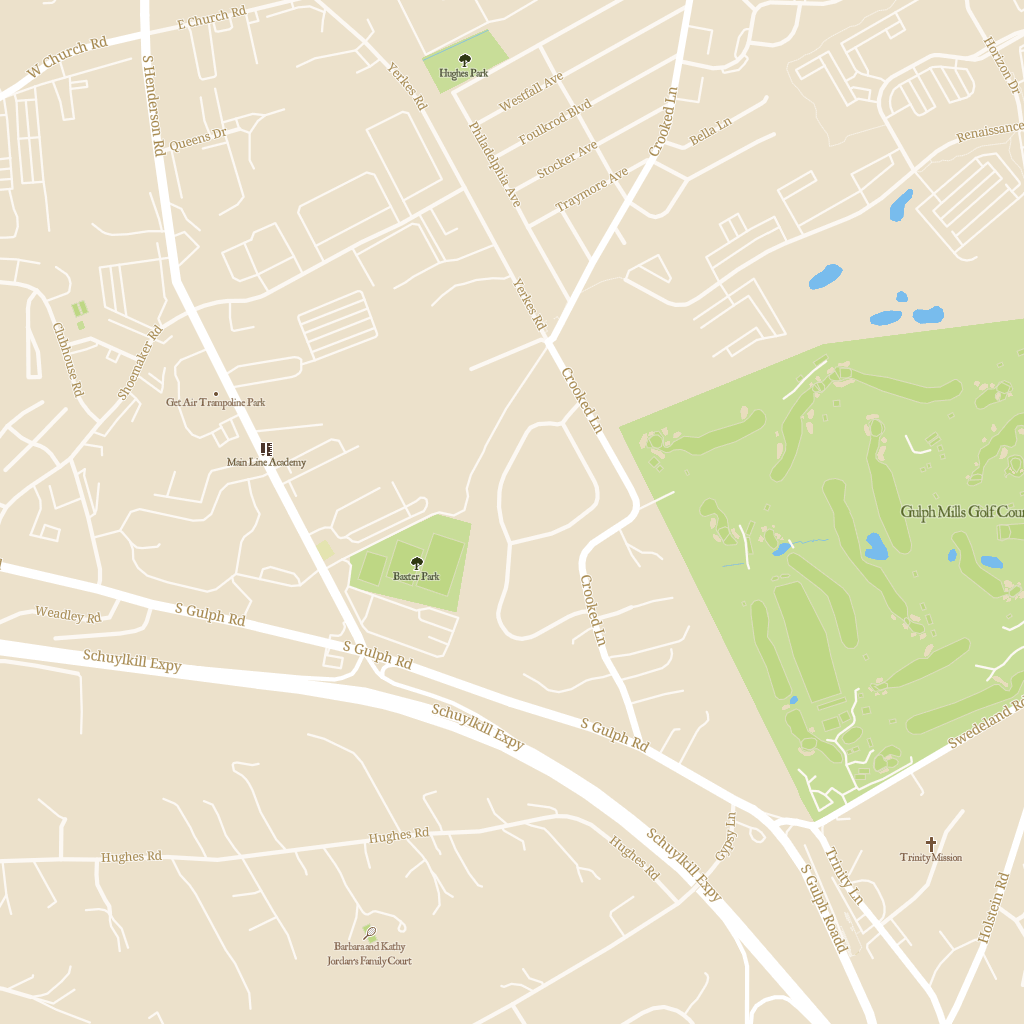 E Church Rd
W Church Rd
S Henderson Rd
Hughes Park
Yerkes Rd
Horizon Dr
Westfall Ave
Foulkrod Blvd
Crooked Ln
Bella Ln
Renaissance
Queens Dr
Philadelphia Ave
Stocker Ave
Traymore Ave
Yerkes Rd
Clubhouse Rd
Shoemaker Rd
Get Air Trampoline Park
Crooked Ln
Main Line Academy
Gulph Mills Golf Cour
Baxter Park
Weadley Rd
S Gulph Rd
Crooked Ln
S Gulph Rd
Schuylkill Expy
Schuylkill Expy
S Gulph Rd
Swedeland Ro
Hughes Rd
Hughes Rd
Hughes Rd
Schuylkill Expy
Gypsy Ln
Trinity Mission
Trinity Ln
S Gulph Roadd
Holstein Rd
Barbara and Kathy
Jordan's Family Court